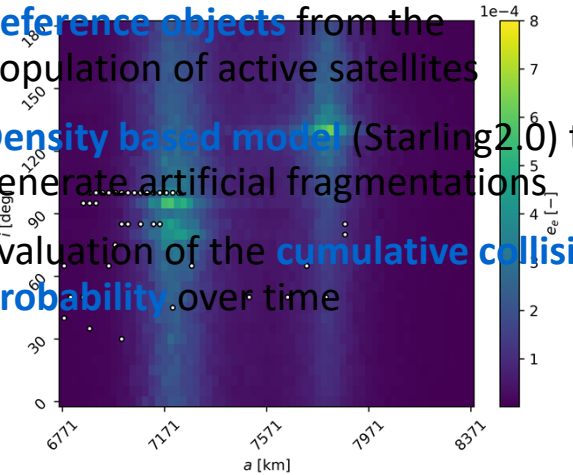 1e−4
eference objects from the
opulation of active satellites
ensity based model (Starling2.0) t
enerate artificial fragmentations
valuation of the cumulative collisi
robability over time
180
150
120
90
60
30
0
i [deg]
6771
7171
7571
7971
8371
a [km]
8
7
6
5
4
3
2
1
e_e [−]